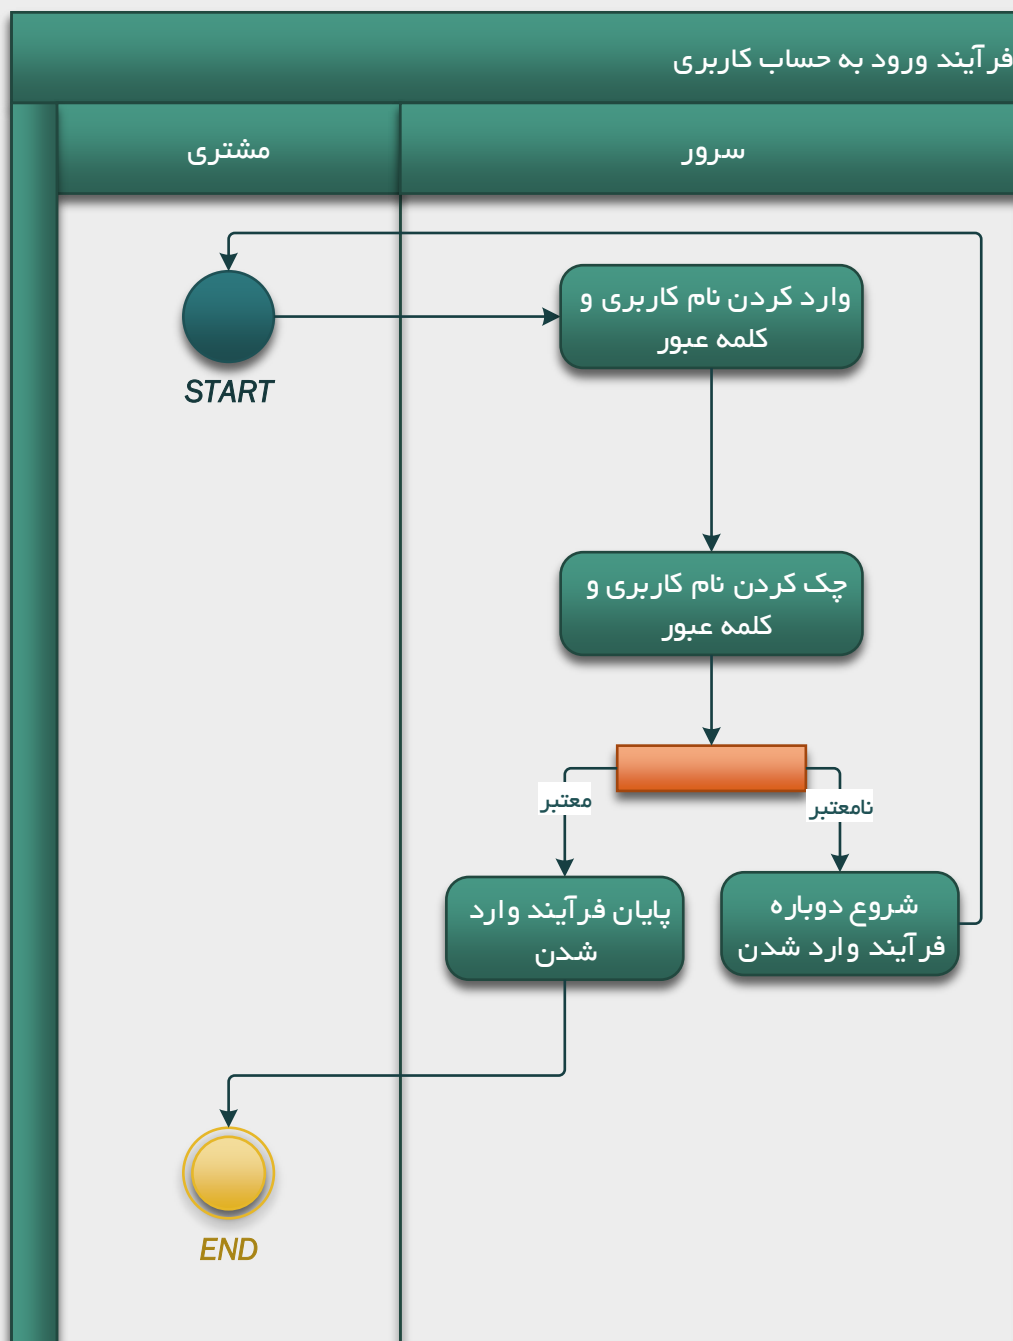 فرآیند ورود به حساب کاربری
مشتری
سرور
START
وارد کردن نام کاربری و
کلمه عبور
چک کردن نام کاربری و
کلمه عبور
معتبر
نامعتبر
پایان فرآیند وارد
شدن
شروع دوباره
فرآیند وارد شدن
END